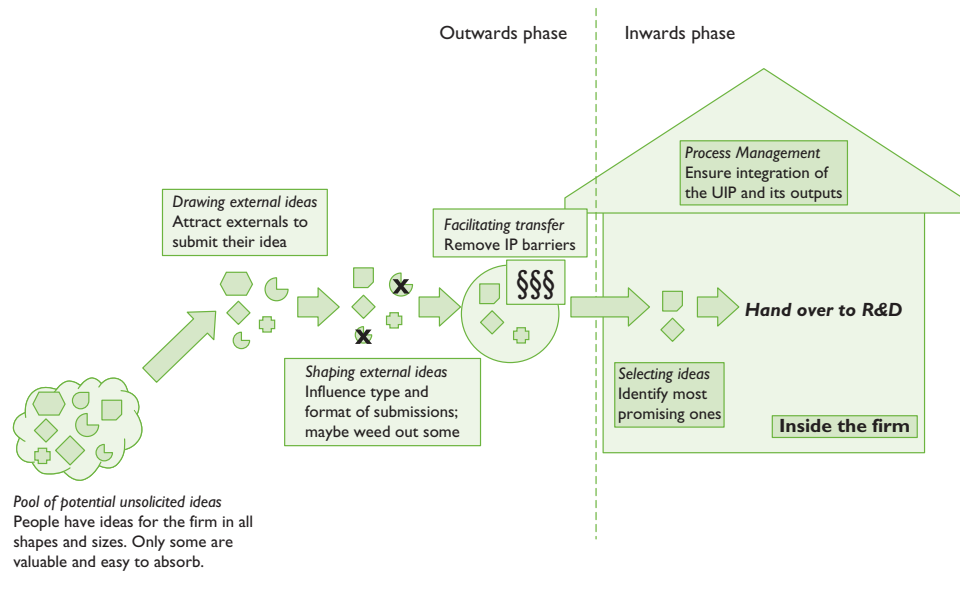 Outwards phase
Inwards phase
Process Management
Ensure integration of
the UIP and its outputs
Drawing external ideas
Attract externals to
submit their idea
Facilitating transfer
Remove IP barriers
§§§
x
x
Hand over to R&D
Shaping external ideas
Influence type and
format of submissions;
maybe weed out some
Selecting ideas
Identify most
promising ones
Inside the firm
Pool of potential unsolicited ideas
People have ideas for the firm in all
shapes and sizes. Only some are
valuable and easy to absorb.